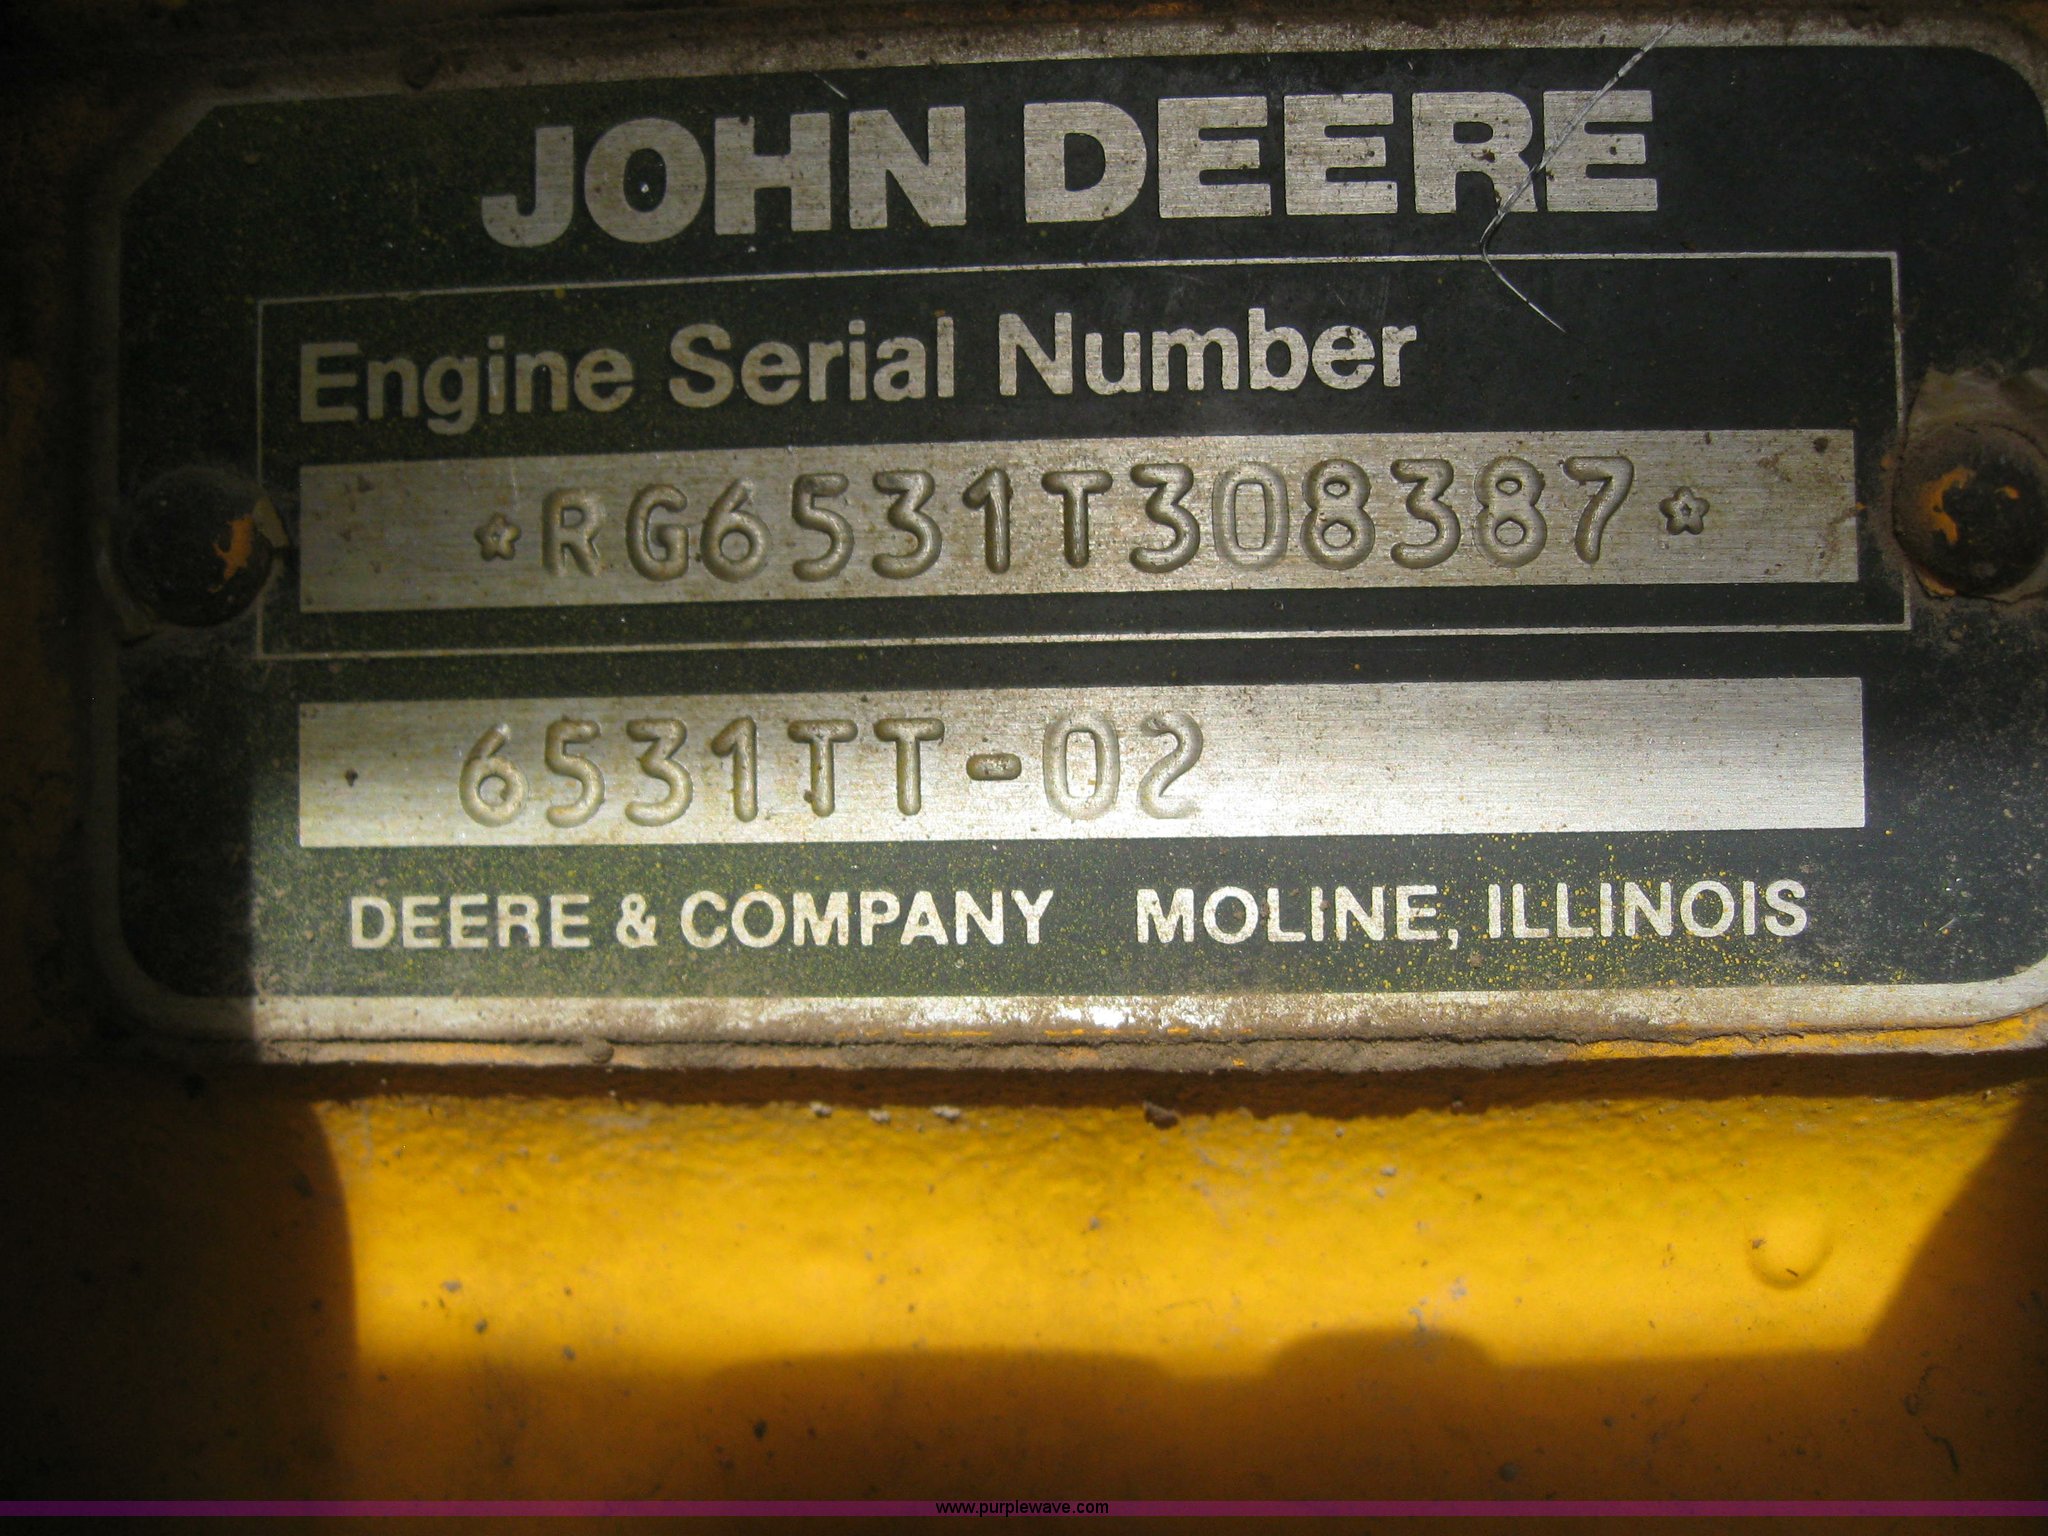 JOHN DEERE
Engine Serial Number
*RG6531T308387*
6531TT-02
DEERE & COMPANY MOLINE, ILLINOIS
www.purplewave.com